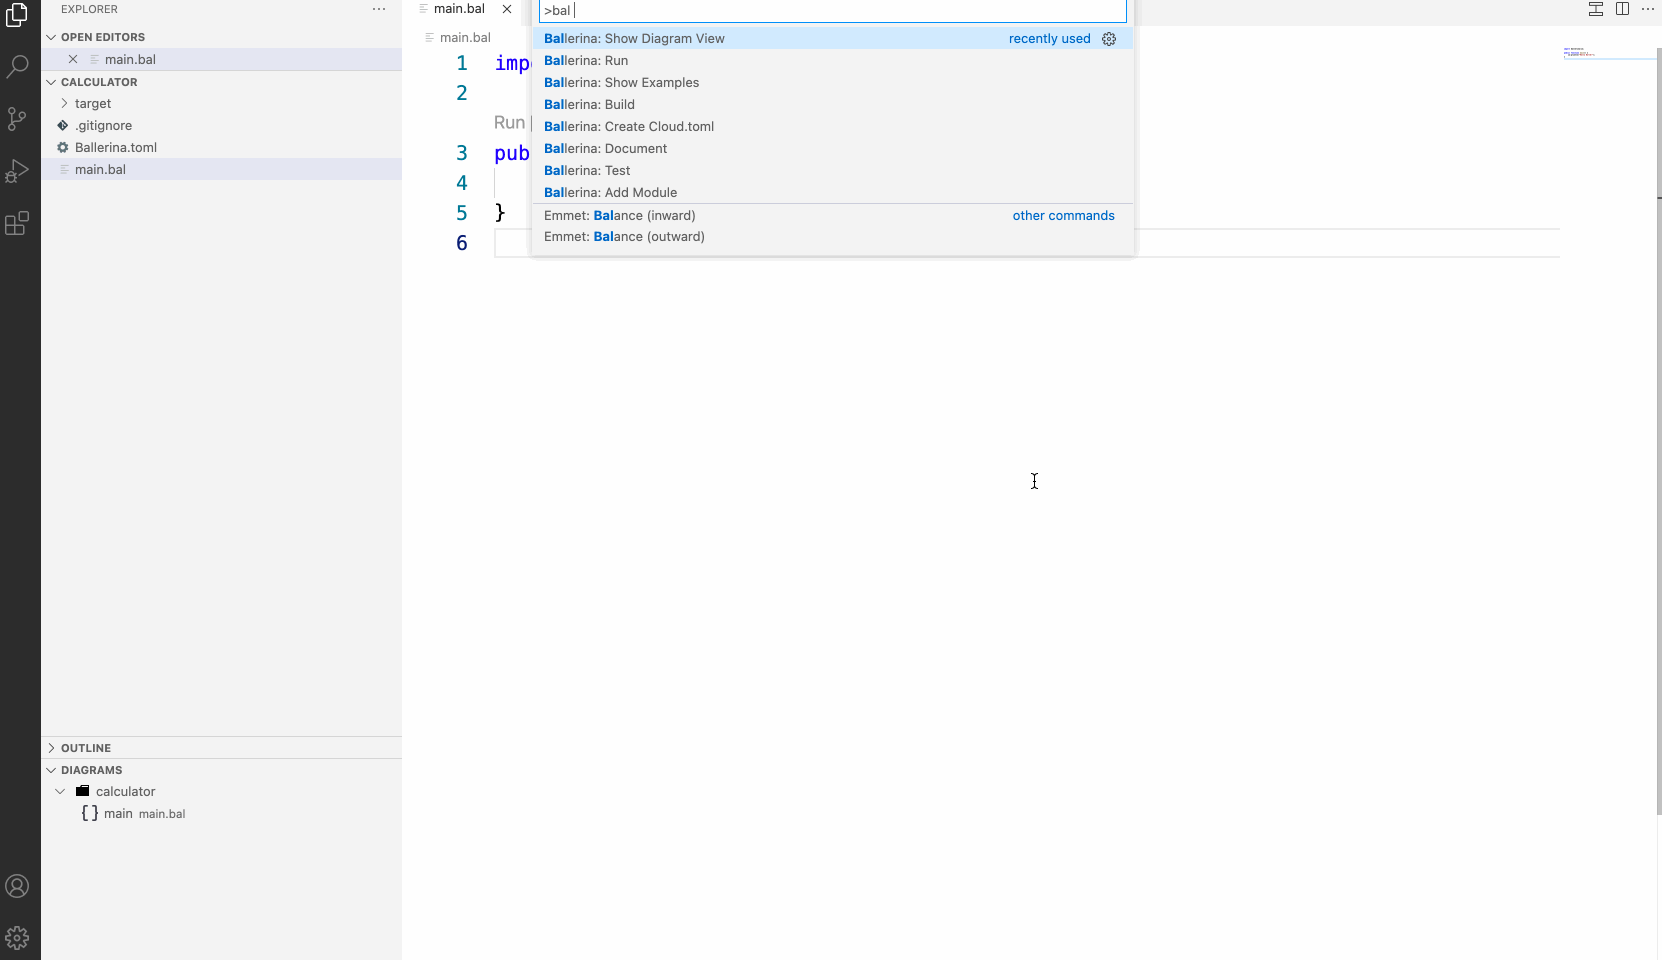 EXPLORER
OPEN EDITORS
main.bal
CALCULATOR
target
.gitignore
Ballerina.toml
main.bal
OUTLINE
DIAGRAMS
calculator
{} main main.bal
main.bal
>bal
main.bal
Ballerina: Show Diagram View recently used
Ballerina: Run
Ballerina: Show Examples
Ballerina: Build
Ballerina: Create Cloud.toml
Ballerina: Document
Ballerina: Test
Ballerina: Add Module
Emmet: Balance (inward) other commands
Emmet: Balance (outward)
1 imp
2
Run
3 pub
4
5 }
6